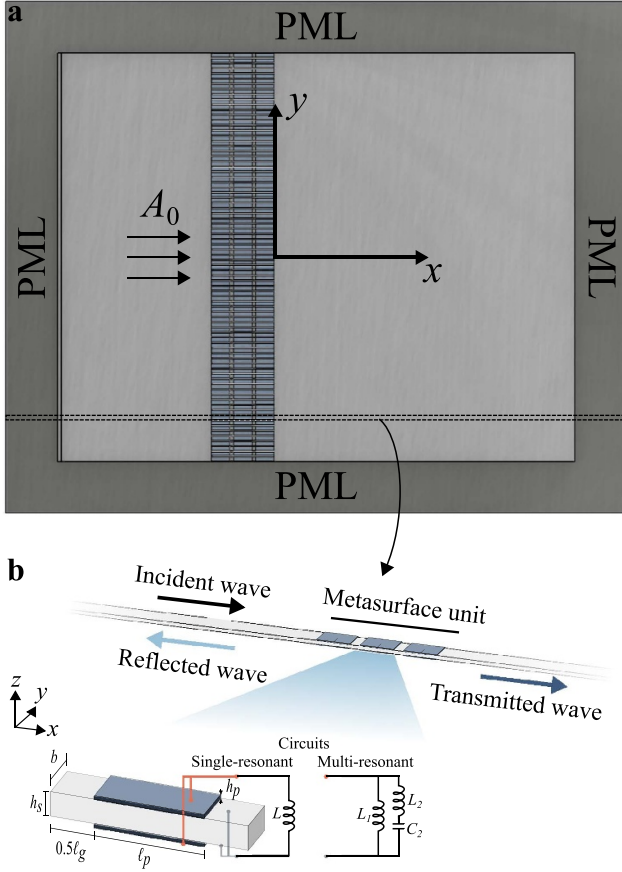 a
PML
y
A₀
PML
x
PML
PML
b
Incident wave
Metasurface unit
Reflected wave
Transmitted wave
z
y
x
Circuits
Single-resonant Multi-resonant
b
hₚ
hₛ
L
L₁
L₂
C₂
0.5ℓg
ℓₚ